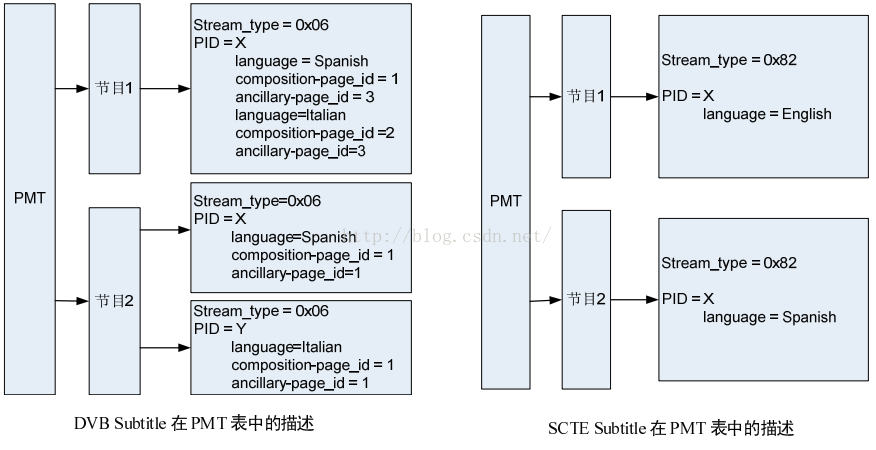 PMT
节目1
Stream_type = 0x06
PID = X
language = Spanish
composition-page_id = 1
ancillary-page_id = 3
language=Italian
composition-page_id =2
ancillary-page_id=3
节目2
Stream_type=0x06
PID = X
language=Spanish
composition-page_id = 1
ancillary-page_id=1
Stream_type = 0x06
PID = Y
language=Italian
composition-page_id = 1
ancillary-page_id = 1
DVB Subtitle 在 PMT 表中的描述
PMT
节目1
Stream_type = 0x82
PID = X
language = English
节目2
Stream_type = 0x82
PID = X
language = Spanish
SCTE Subtitle 在 PMT 表中的描述
http://blog.csdn.net/